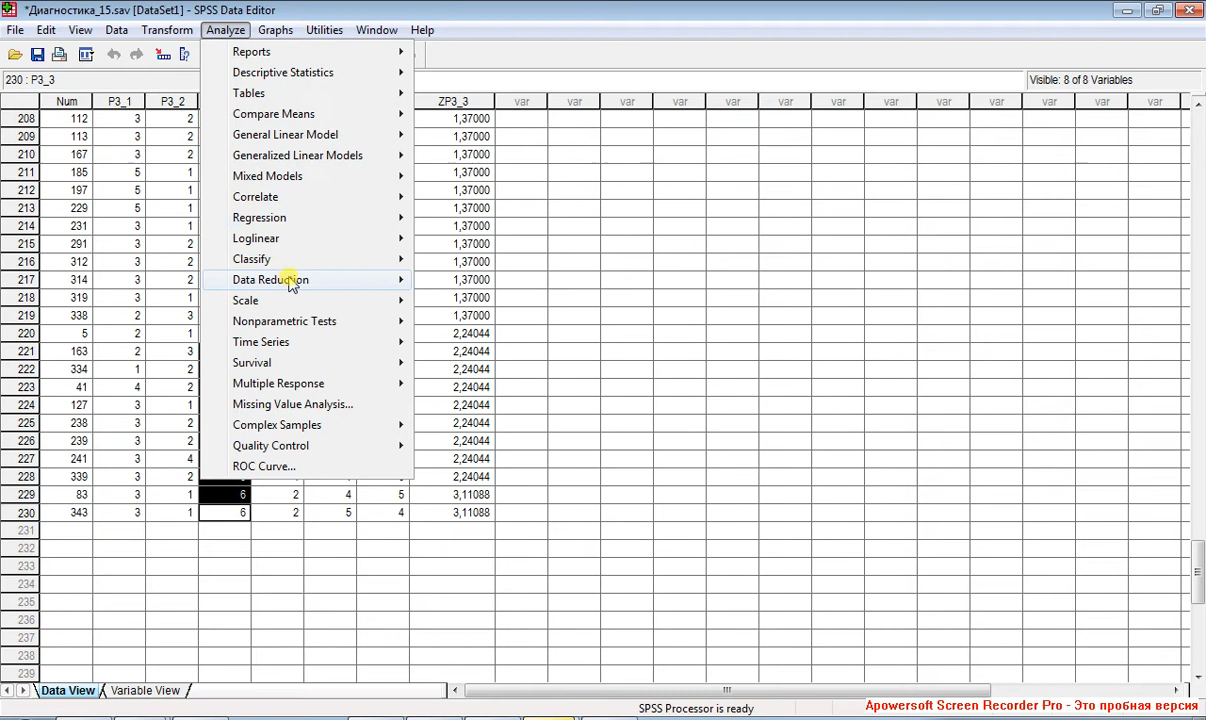 *Диагностика_15.sav [DataSet1] - SPSS Data Editor
File Edit View Data Transform Analyze Graphs Utilities Window Help
230 : P3_3
Visible: 8 of 8 Variables
Num P3_1 P3_2 ZP3_3 var var var var var var var var var var var var var
208 112 3 2 1,37000
209 113 3 2 1,37000
210 167 3 2 1,37000
211 185 5 1 1,37000
212 197 5 1 1,37000
213 229 5 1 1,37000
214 231 3 1 1,37000
215 291 3 2 1,37000
216 312 3 2 1,37000
217 314 3 2 1,37000
218 319 3 1 1,37000
219 338 2 3 1,37000
220 5 2 1 2,24044
221 163 2 3 2,24044
222 334 1 2 2,24044
223 41 4 2 2,24044
224 127 3 1 2,24044
225 238 3 2 2,24044
226 239 3 2 2,24044
227 241 3 4 2,24044
228 339 3 2 2,24044
229 83 3 1 6 2 4 5 3,11088
230 343 3 1 6 2 5 4 3,11088
231
232
233
234
235
236
237
238
239
Reports
Descriptive Statistics
Tables
Compare Means
General Linear Model
Generalized Linear Models
Mixed Models
Correlate
Regression
Loglinear
Classify
Data Reduction
Scale
Nonparametric Tests
Time Series
Survival
Multiple Response
Missing Value Analysis...
Complex Samples
Quality Control
ROC Curve...
Data View Variable View
SPSS Processor is ready
Apowersoft Screen Recorder Pro - Это пробная версия